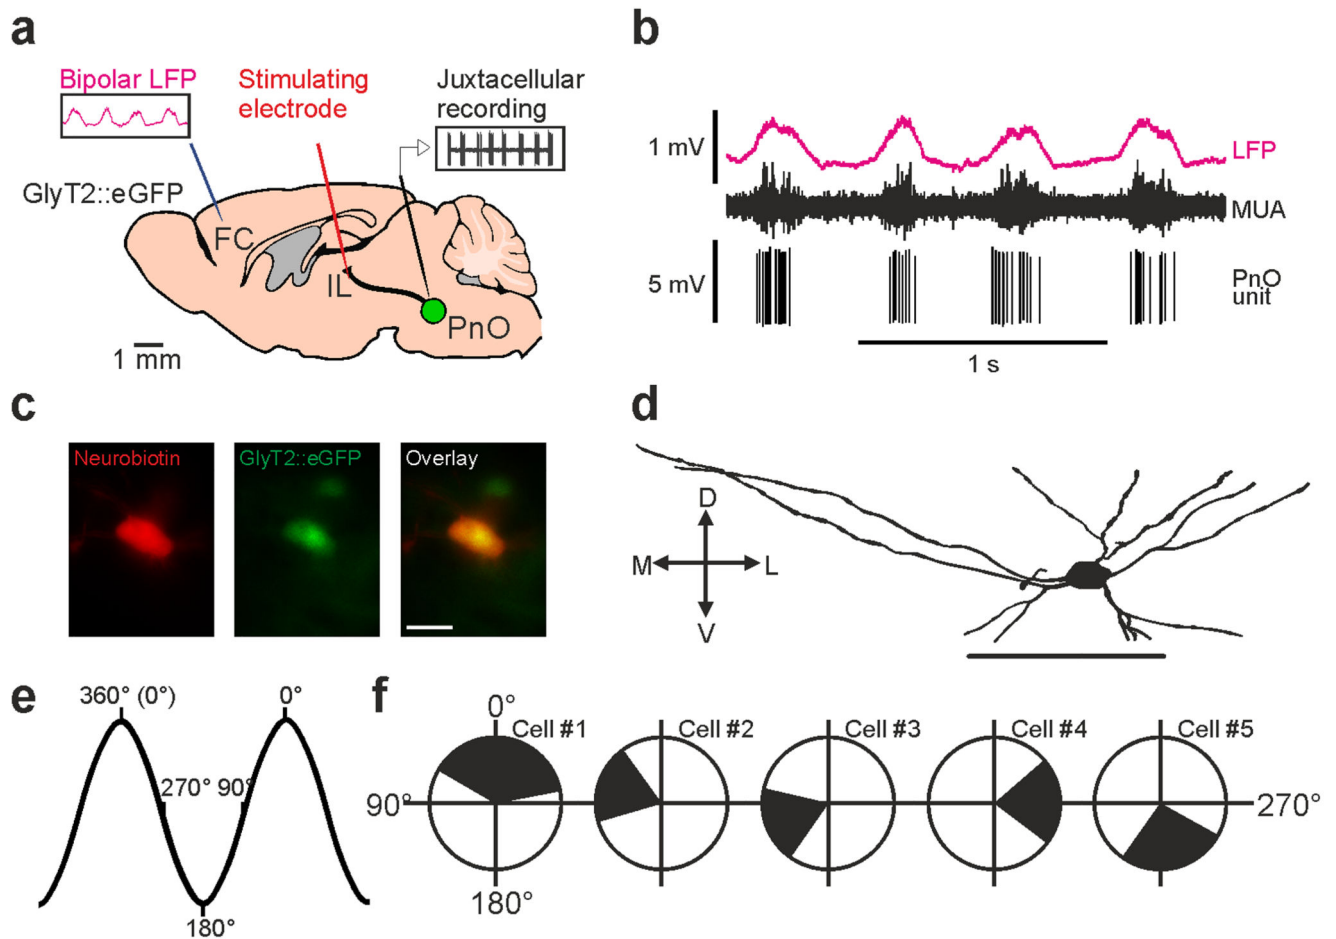 a
Bipolar LFP
Stimulating
electrode
Juxtacellular
recording
GlyT2::eGFP
FC
IL
PnO
1 mm
b
1 mV
LFP
MUA
5 mV
PnO
unit
1 s
c
Neurobiotin
GlyT2::eGFP
Overlay
d
D
M
L
V
e
360° (0°)
0°
270°
90°
180°
f
0°
Cell #1
Cell #2
Cell #3
Cell #4
Cell #5
90°
270°
180°